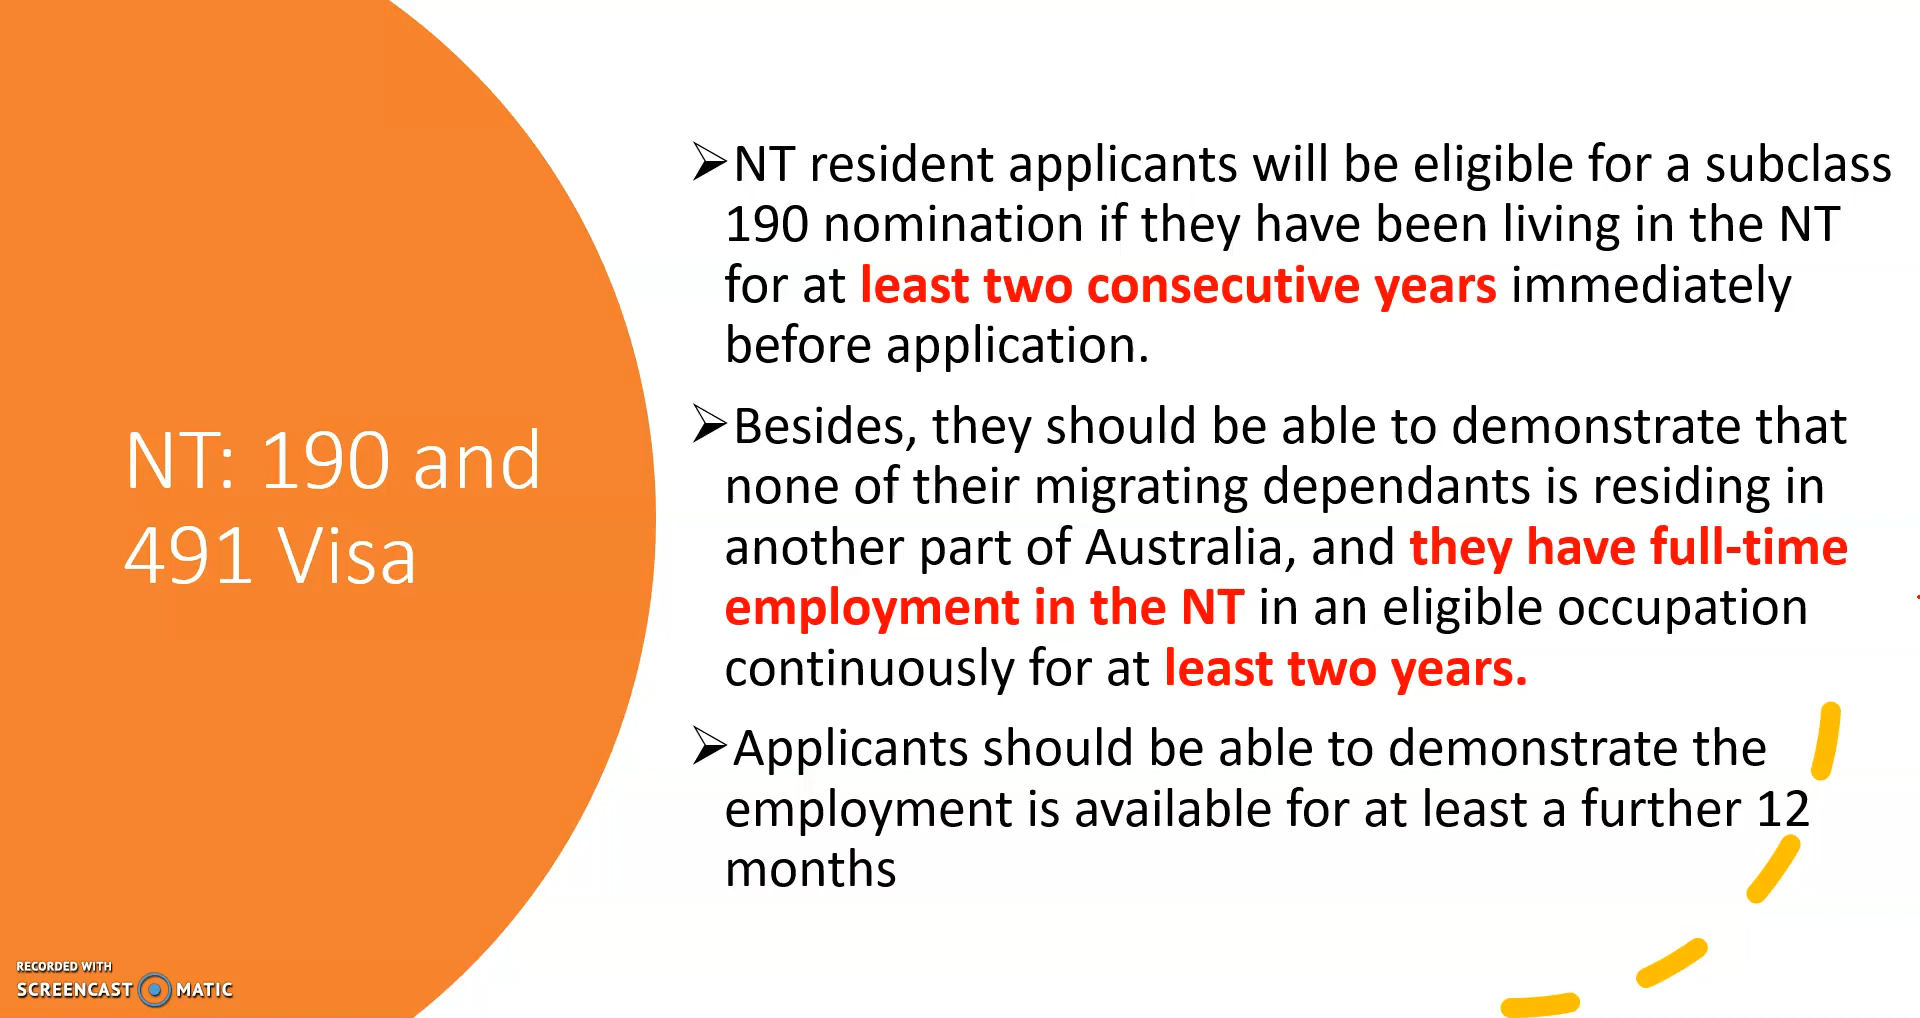 NT: 190 and
491 Visa
➢NT resident applicants will be eligible for a subclass
190 nomination if they have been living in the NT
for at least two consecutive years immediately
before application.
➢Besides, they should be able to demonstrate that
none of their migrating dependants is residing in
another part of Australia, and they have full-time
employment in the NT in an eligible occupation
continuously for at least two years.
➢Applicants should be able to demonstrate the
employment is available for at least a further 12
months
RECORDED WITH
SCREENCAST MATIC